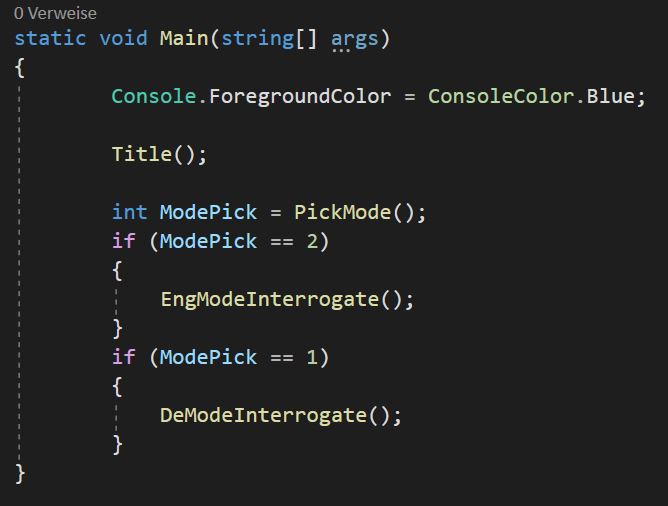 0 Verweise
static void Main(string[] args)
{
Console.ForegroundColor = ConsoleColor.Blue;
Title();
int ModePick = PickMode();
if (ModePick == 2)
{
EngModeInterrogate();
}
if (ModePick == 1)
{
DeModeInterrogate();
}
}